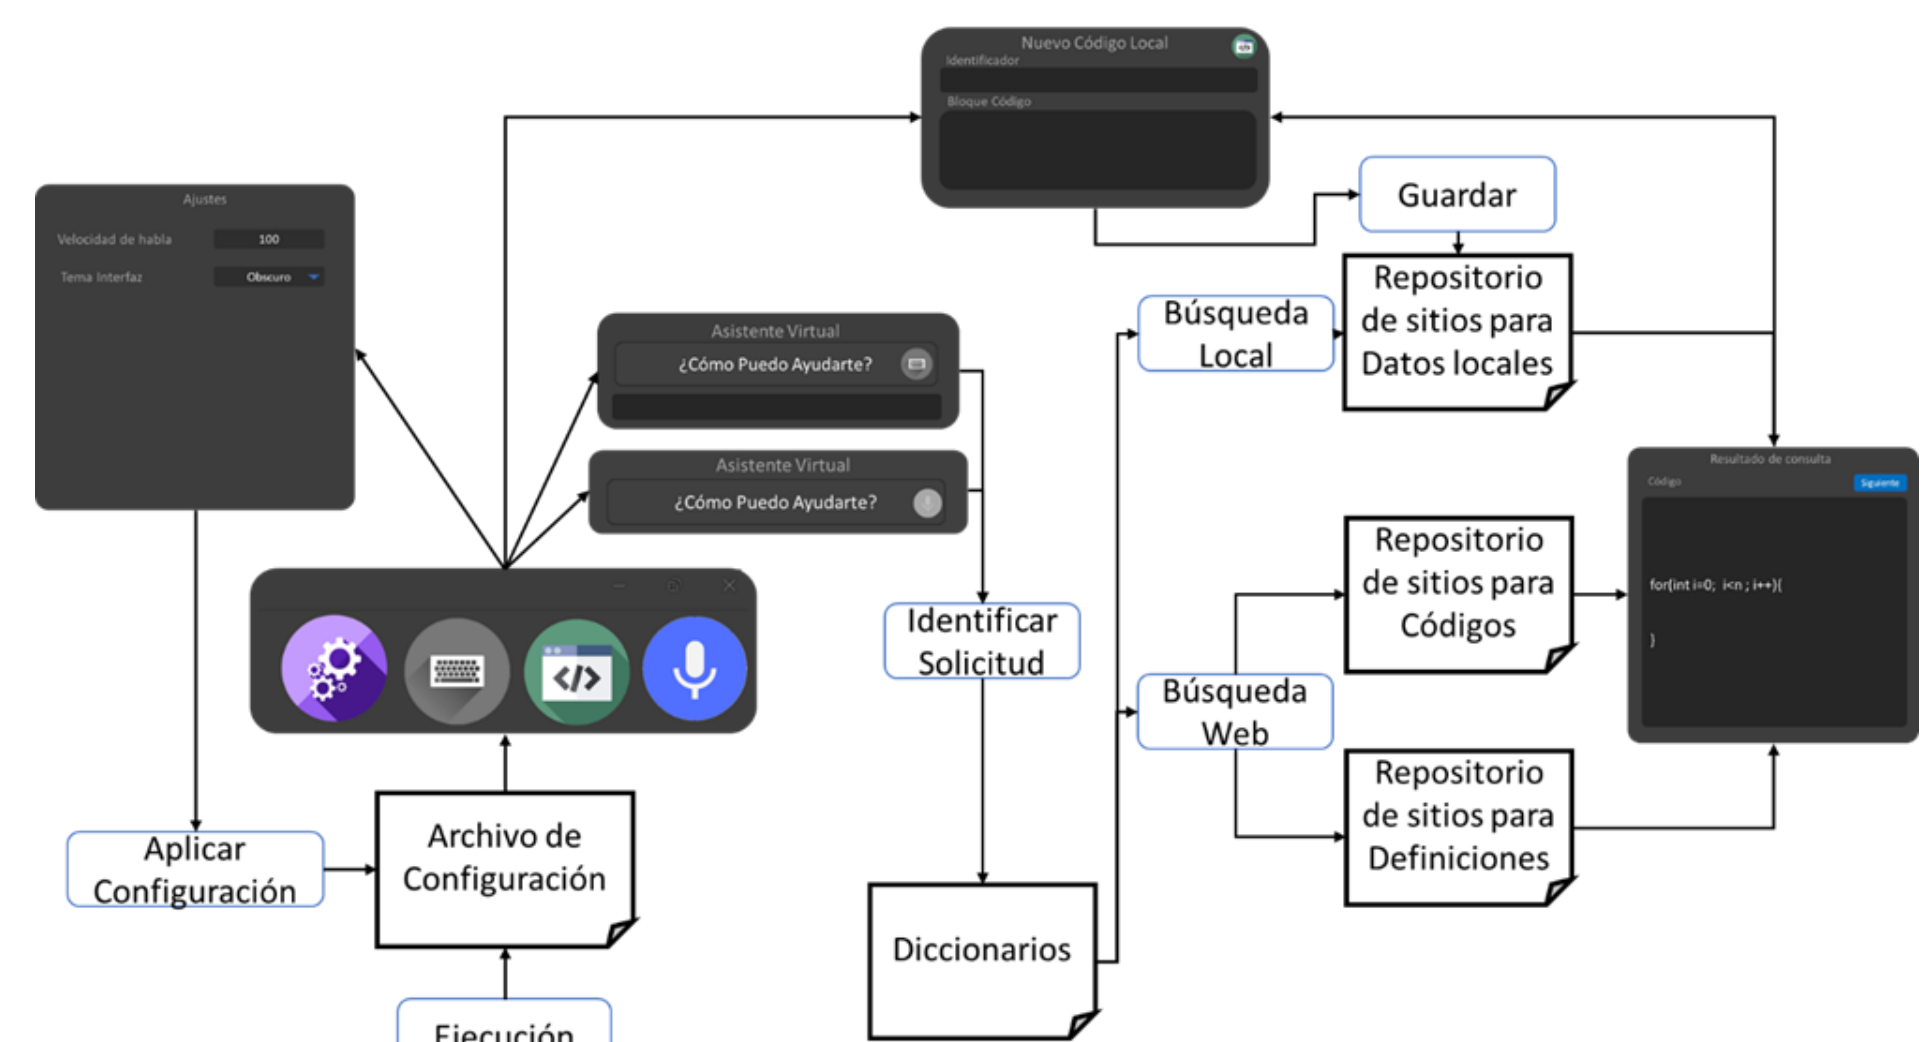 Nuevo Código Local
Identificador
Bloque Código
Guardar
Ajustes
Velocidad de habla 100
Tema Interfaz Obscuro
Asistente Virtual
¿Cómo Puedo Ayudarte?
Asistente Virtual
¿Cómo Puedo Ayudarte?
Búsqueda
Local
Repositorio
de sitios para
Datos locales
Resultado de consulta
Código Siguiente
for(int i=0; i<n ; i++){
}
Identificar
Solicitud
Búsqueda
Web
Repositorio
de sitios para
Códigos
Repositorio
de sitios para
Definiciones
</>
Aplicar
Configuración
Archivo de
Configuración
Diccionarios
Ejecución